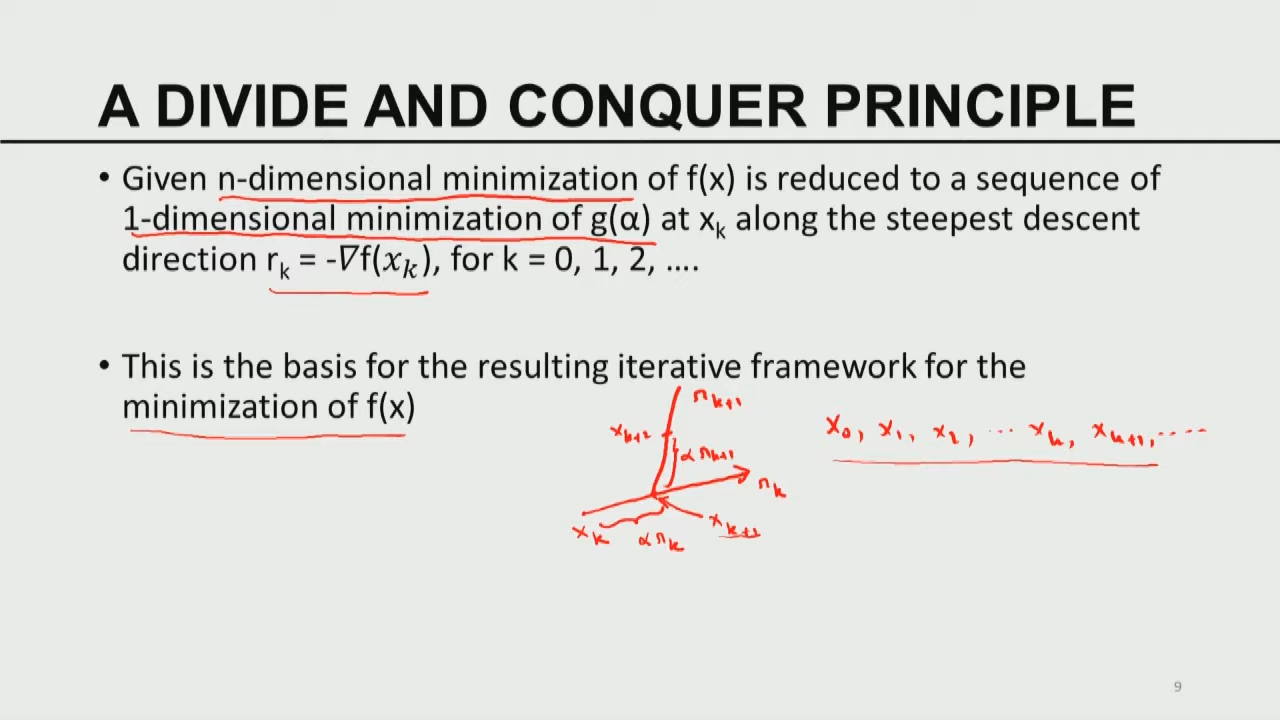 A DIVIDE AND CONQUER PRINCIPLE
• Given n-dimensional minimization of f(x) is reduced to a sequence of
1-dimensional minimization of g(α) at xₖ along the steepest descent
direction rₖ = -∇f(xₖ), for k = 0, 1, 2, ….
• This is the basis for the resulting iterative framework for the
minimization of f(x)
rₖ₊₁
xₖ₊₂
αrₖ₊₁
x₀, x₁, x₂, ... xₖ, xₖ₊₁, ....
rₖ
xₖ₊₁
xₖ
αrₖ
9